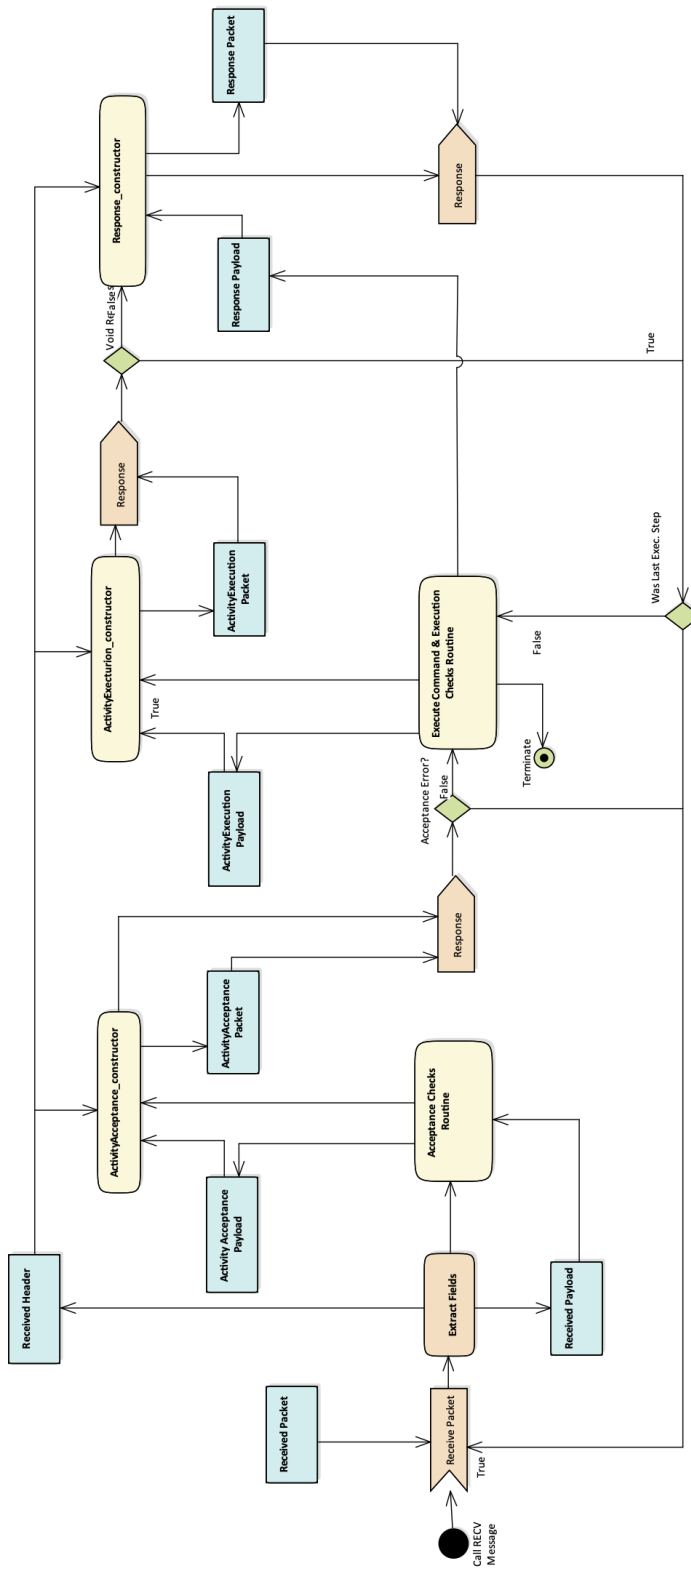 Call RECV
Message
Received Packet
Receive Packet
True
Received Header
Extract Fields
Received Payload
Activity Acceptance
Payload
Acceptance Checks
Routine
ActivityAcceptance_constructor
ActivityAcceptance
Packet
Response
Acceptance Error?
False
Terminate
ActivityExecution
Payload
True
Execute Command & Execution
Checks Routine
False
Was Last Exec. Step
ActivityExecturion_constructor
ActivityExecution
Packet
Response
Void
False
True
Response Payload
Response_constructor
Response
Response Packet